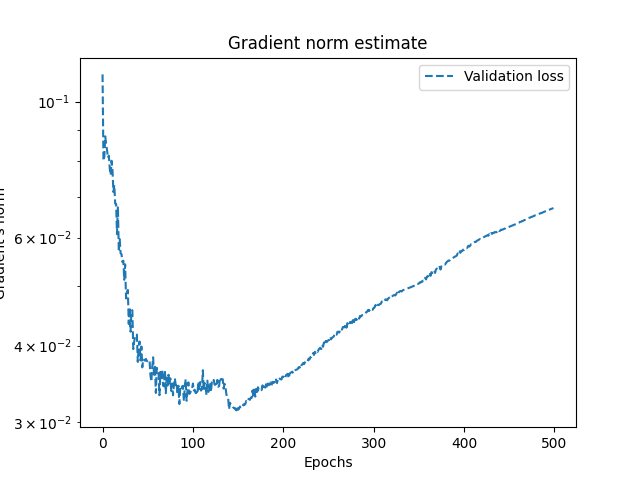 Gradient norm estimate
Validation loss
10⁻¹
6 × 10⁻²
4 × 10⁻²
3 × 10⁻²
Gradient's norm
0 100 200 300 400 500
Epochs